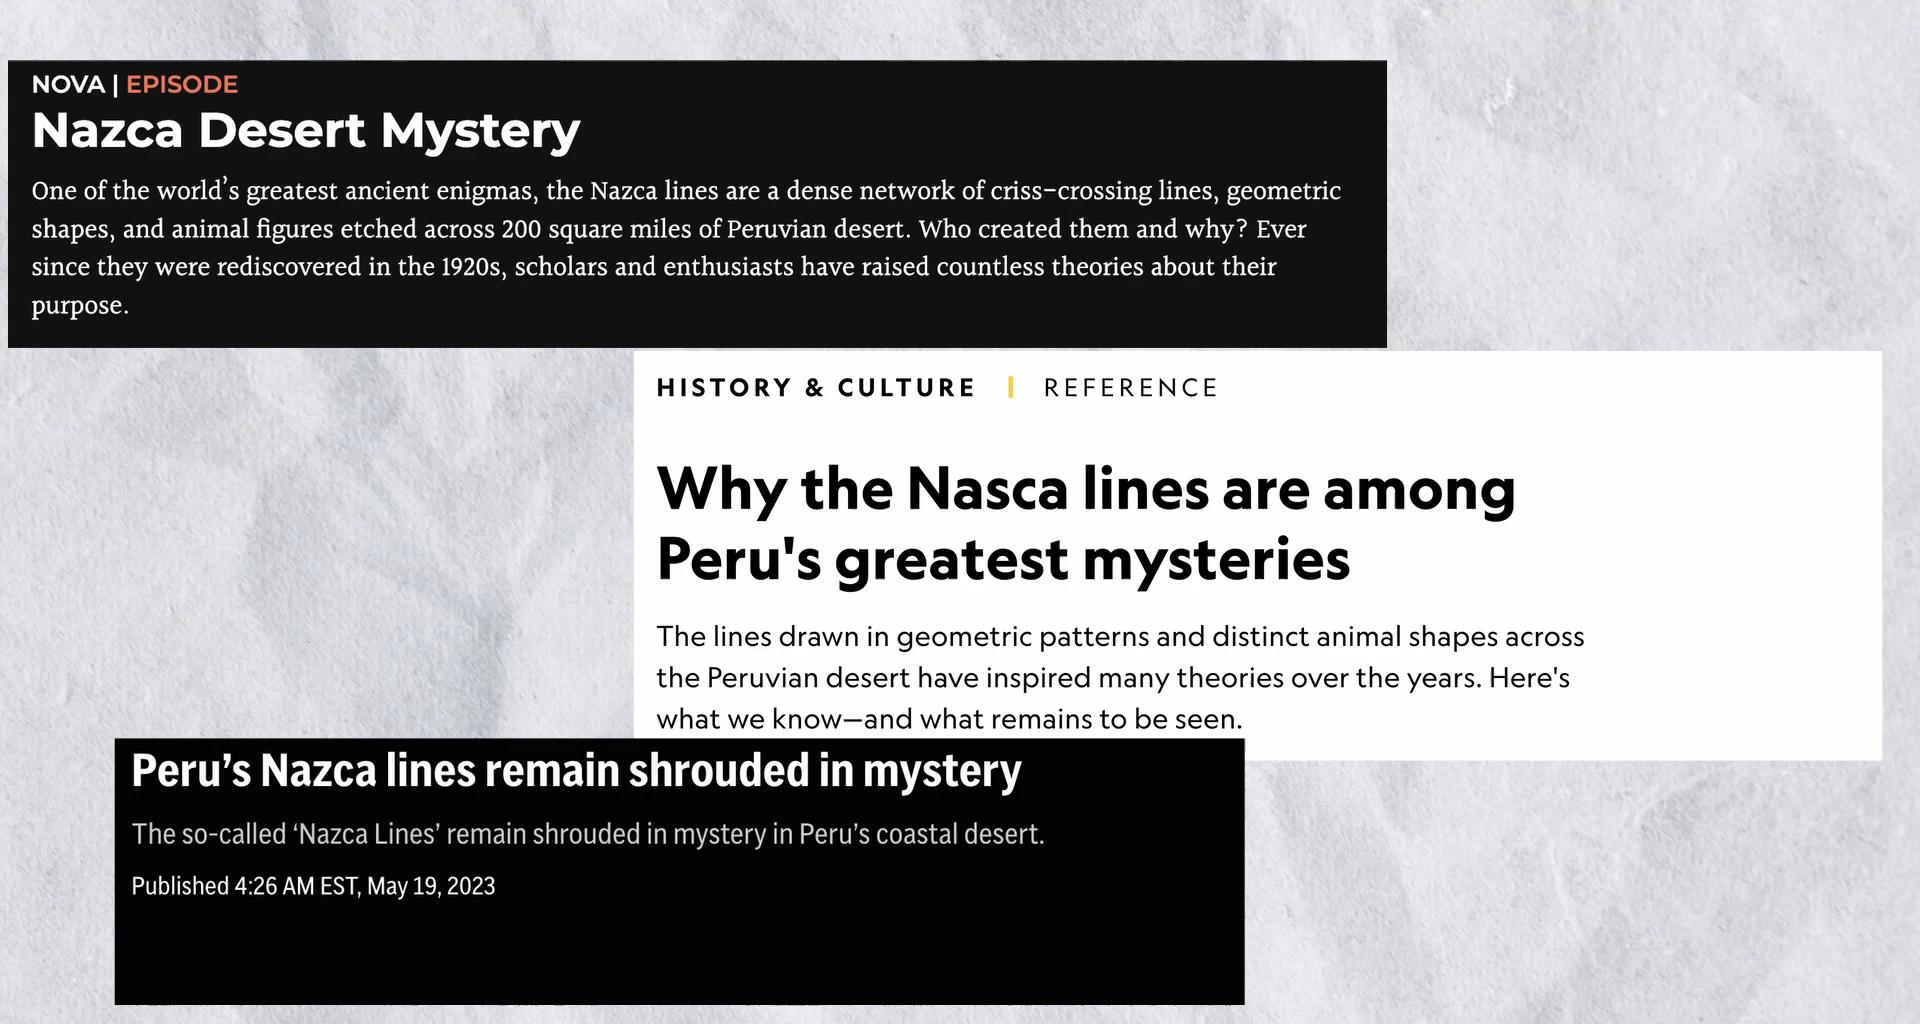 NOVA | EPISODE
Nazca Desert Mystery
One of the world’s greatest ancient enigmas, the Nazca lines are a dense network of criss-crossing lines, geometric
shapes, and animal figures etched across 200 square miles of Peruvian desert. Who created them and why? Ever
since they were rediscovered in the 1920s, scholars and enthusiasts have raised countless theories about their
purpose.
HISTORY & CULTURE | REFERENCE
Why the Nasca lines are among
Peru's greatest mysteries
The lines drawn in geometric patterns and distinct animal shapes across
the Peruvian desert have inspired many theories over the years. Here's
what we know—and what remains to be seen.
Peru’s Nazca lines remain shrouded in mystery
The so-called ‘Nazca Lines’ remain shrouded in mystery in Peru’s coastal desert.
Published 4:26 AM EST, May 19, 2023